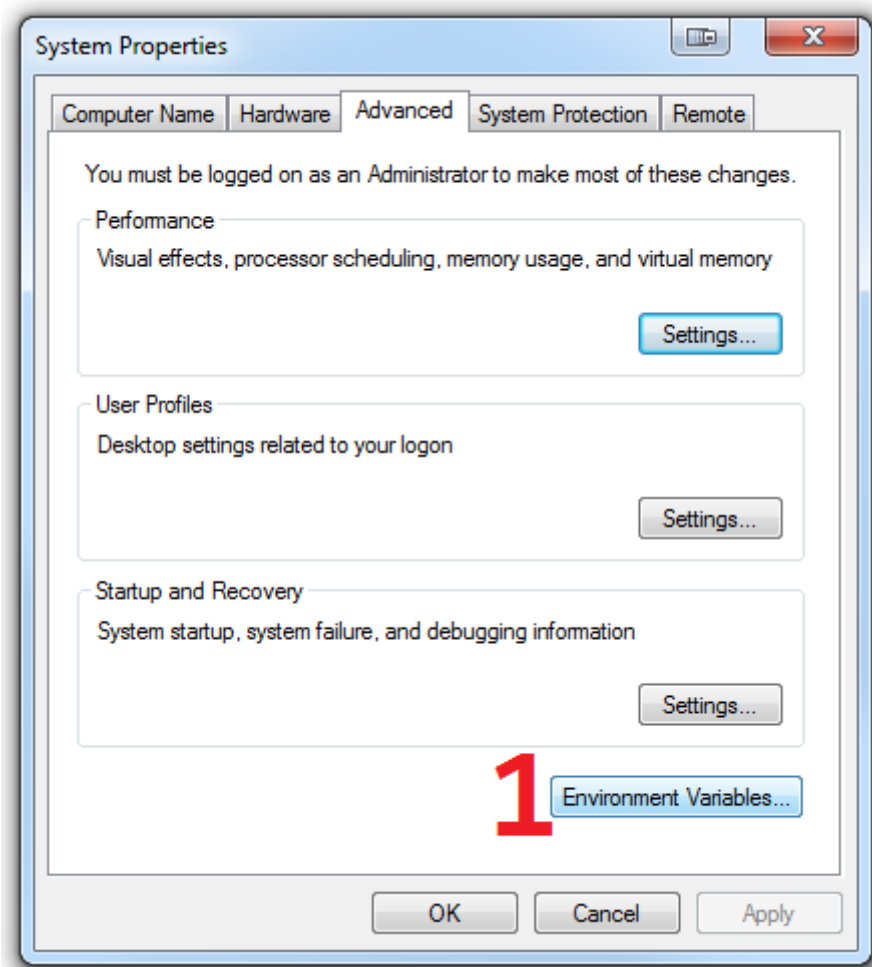 System Properties
Computer Name Hardware Advanced System Protection Remote
You must be logged on as an Administrator to make most of these changes.
Performance
Visual effects, processor scheduling, memory usage, and virtual memory
Settings...
User Profiles
Desktop settings related to your logon
Settings...
Startup and Recovery
System startup, system failure, and debugging information
Settings...
1 Environment Variables...
OK Cancel Apply